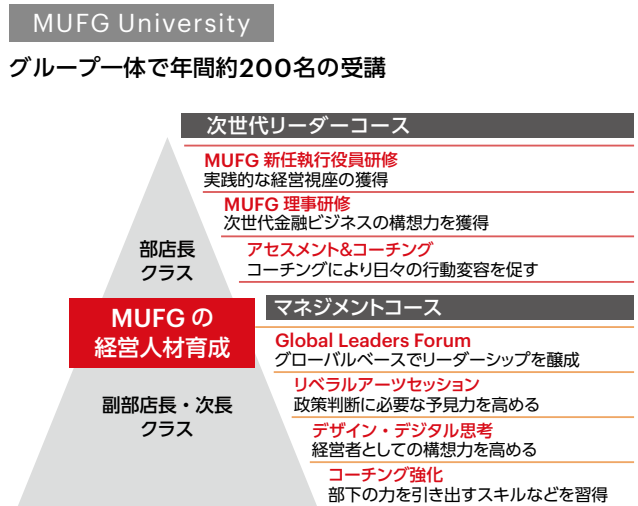 MUFG University
グループ一体で年間約200名の受講
次世代リーダーコース
MUFG 新任執行役員研修
実践的な経営視座の獲得
MUFG 理事研修
次世代金融ビジネスの構想力を獲得
アセスメント&コーチング
コーチングにより日々の行動変容を促す
部店長
クラス
MUFG の
経営人材育成
マネジメントコース
Global Leaders Forum
グローバルベースでリーダーシップを醸成
リベラルアーツセッション
政策判断に必要な予見力を高める
デザイン・デジタル思考
経営者としての構想力を高める
コーチング強化
部下の力を引き出すスキルなどを習得
副部店長・次長
クラス